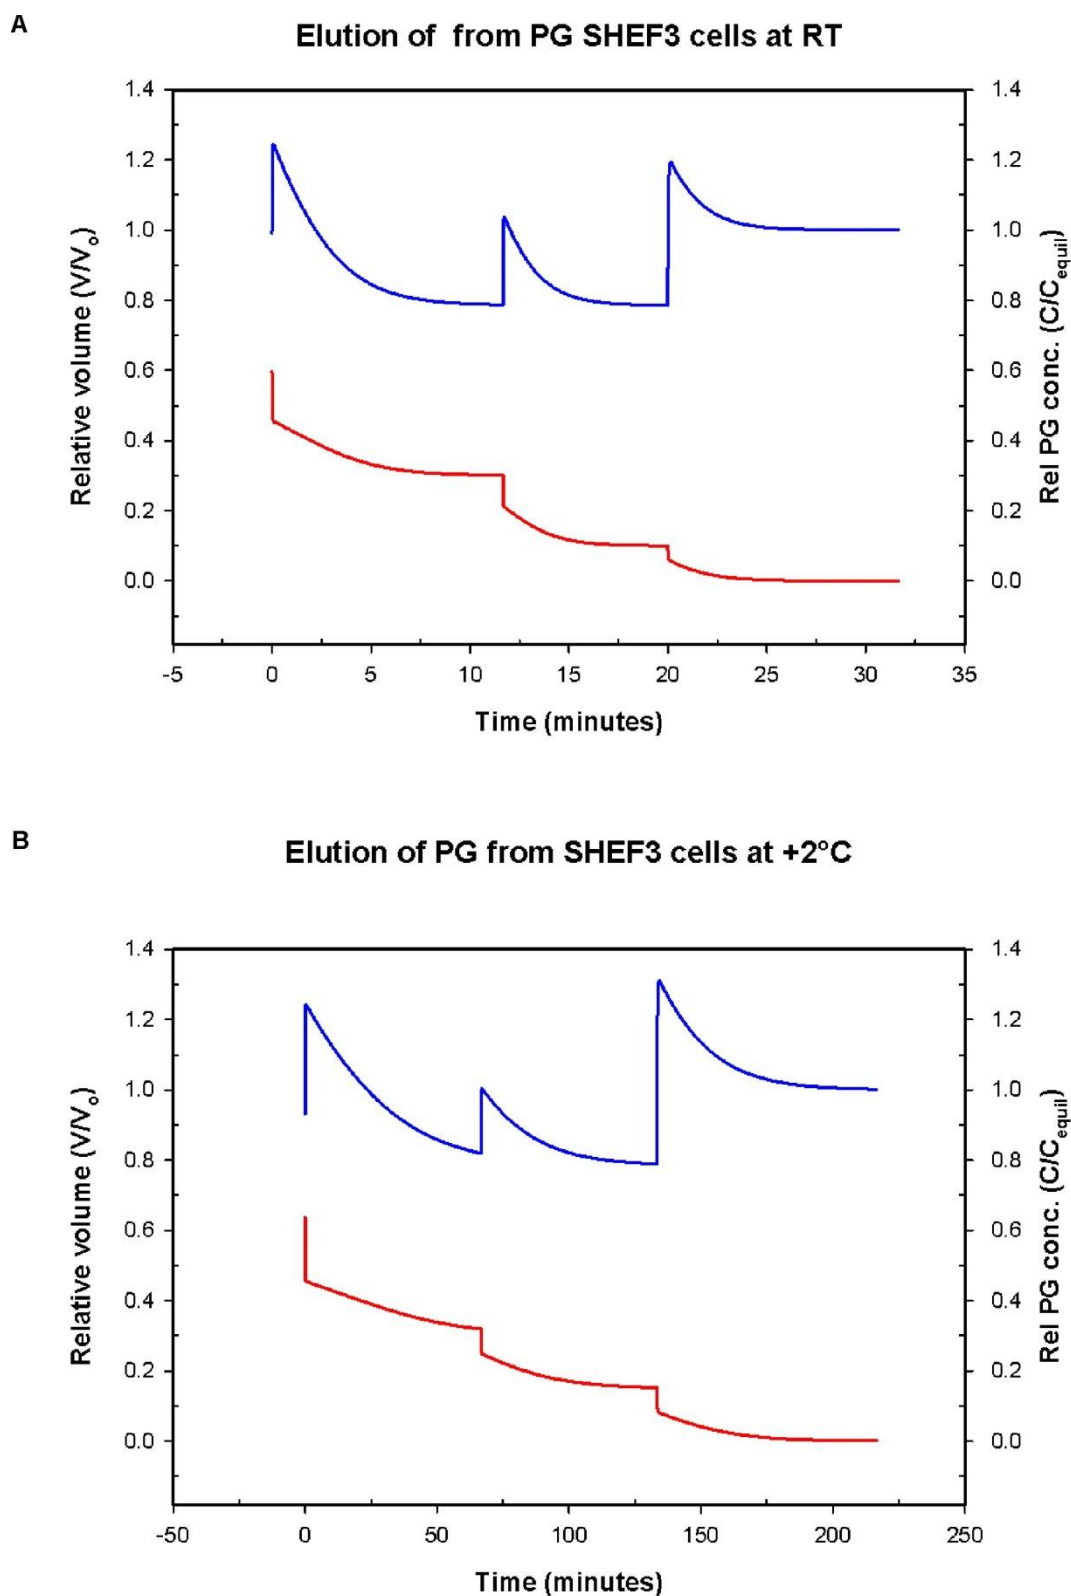 A
Elution of from PG SHEF3 cells at RT
1.4 1.4
1.2 1.2
1.0 1.0
0.8 0.8
0.6 0.6
0.4 0.4
0.2 0.2
0.0 0.0
Relative volume (V/Vo)
Rel PG conc. (C/Cequil)
-5 0 5 10 15 20 25 30 35
Time (minutes)
B
Elution of PG from SHEF3 cells at +2°C
1.4 1.4
1.2 1.2
1.0 1.0
0.8 0.8
0.6 0.6
0.4 0.4
0.2 0.2
0.0 0.0
Relative volume (V/Vo)
Rel PG conc. (C/Cequil)
-50 0 50 100 150 200 250
Time (minutes)